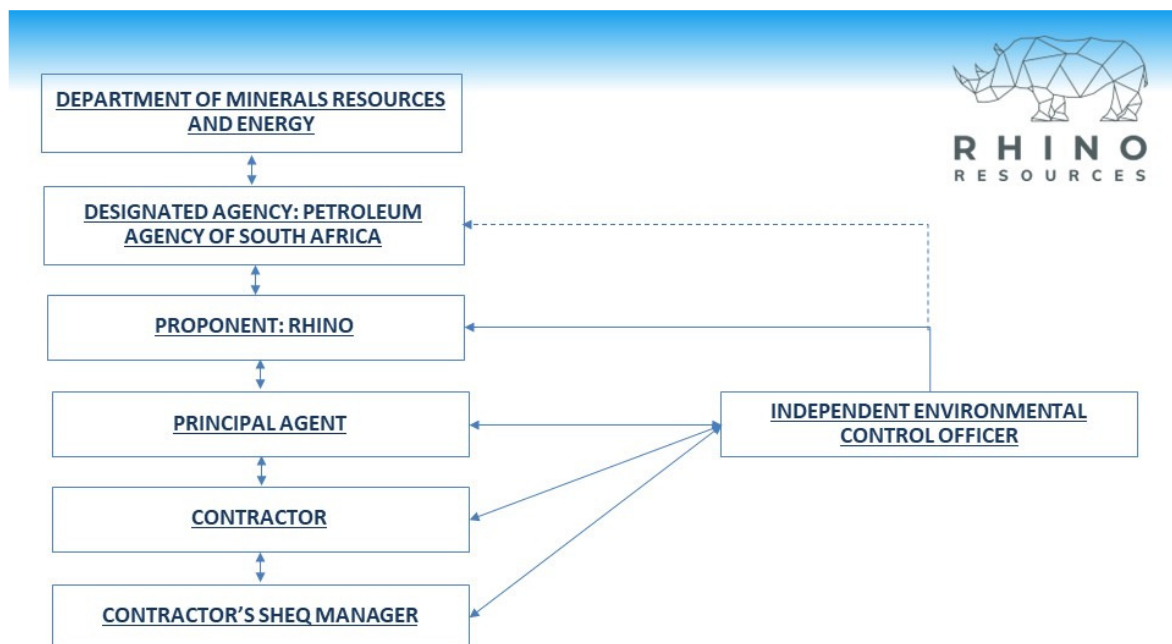 RHINO
RESOURCES
DEPARTMENT OF MINERALS RESOURCES
AND ENERGY
DESIGNATED AGENCY: PETROLEUM
AGENCY OF SOUTH AFRICA
PROPONENT: RHINO
PRINCIPAL AGENT
INDEPENDENT ENVIRONMENTAL
CONTROL OFFICER
CONTRACTOR
CONTRACTOR’S SHEQ MANAGER